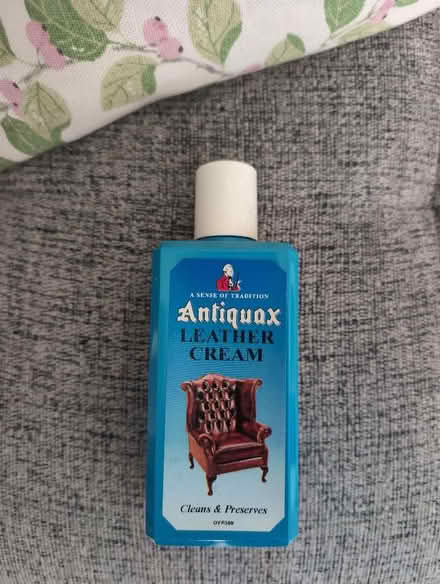 A SENSE OF TRADITION
Antiquax
LEATHER
CREAM
Cleans & Preserves